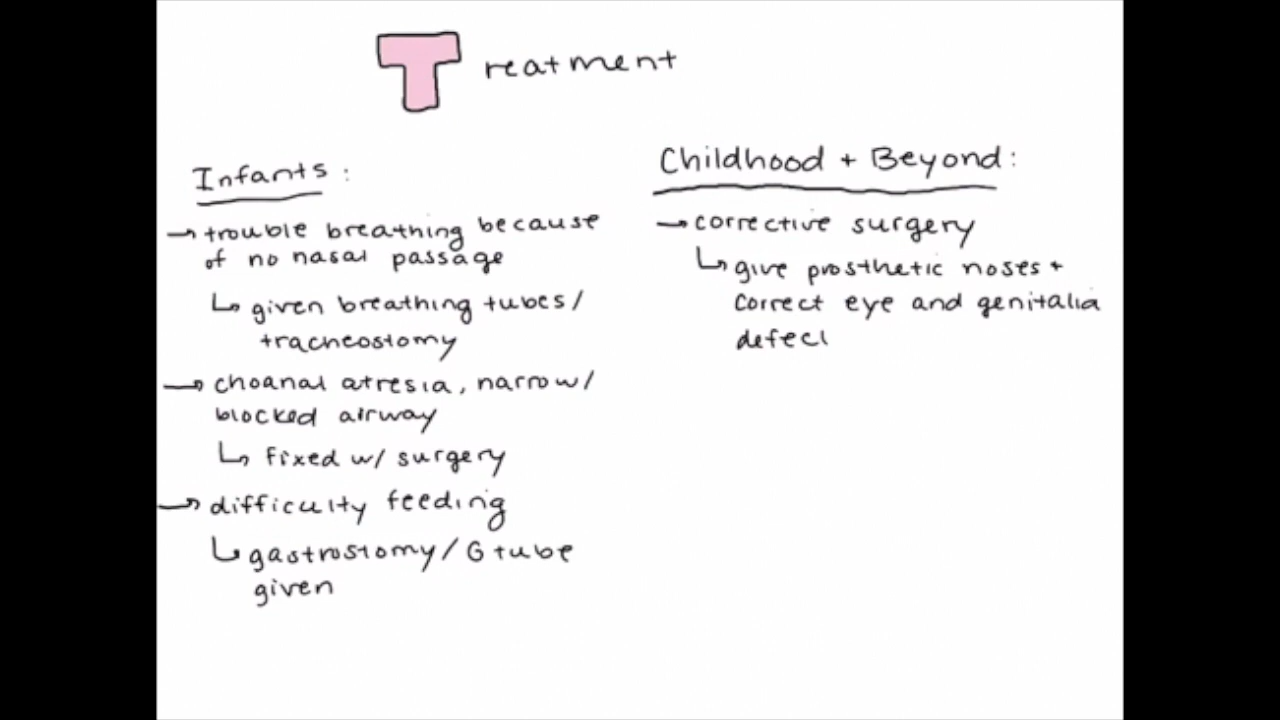 Treatment
Infants:
→ trouble breathing because
of no nasal passage
↳ given breathing tubes/
tracheostomy
→ choanal atresia, narrow/
blocked airway
↳ fixed w/ surgery
→ difficulty feeding
↳ gastrostomy/G tube
given
Childhood + Beyond:
→ corrective surgery
↳ give prosthetic noses +
correct eye and genitalia
defect